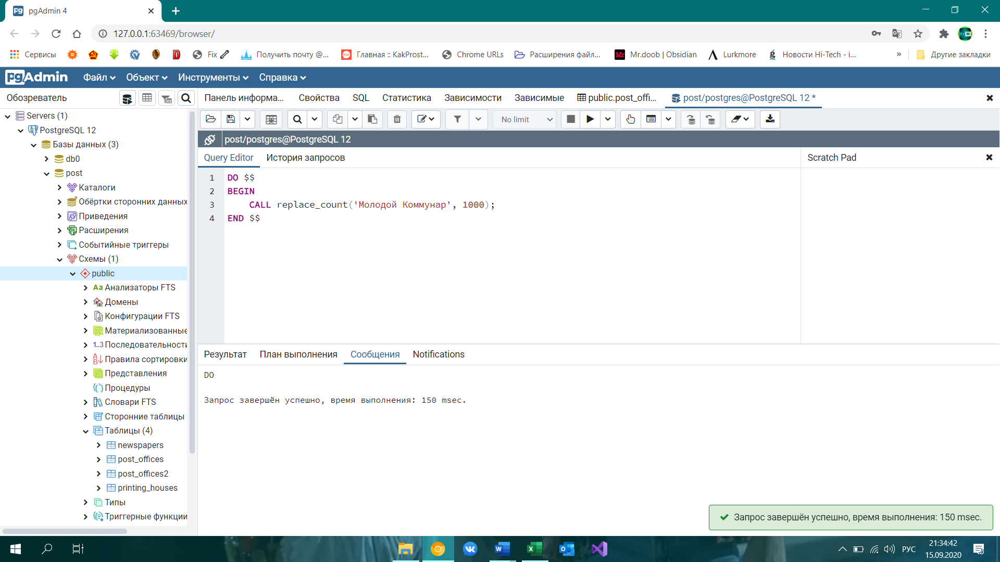 pgAdmin 4
127.0.0.1:63469/browser/
Сервисы
Fix
Получить почту @...
Главная :: KakProst...
Chrome URLs
Расширения файл...
Mr.doob | Obsidian
Lurkmore
Новости Hi-Tech - i...
»
Другие закладки
pgAdmin
Файл
Объект
Инструменты
Справка
Обозреватель
Панель информа...
Свойства
SQL
Статистика
Зависимости
Зависимые
public.post_offi...
post/postgres@PostgreSQL 12 *
Servers (1)
PostgreSQL 12
Базы данных (3)
db0
post
Каталоги
Обёртки сторонних данных
Приведения
Расширения
Событийные триггеры
Схемы (1)
public
Aa Анализаторы FTS
Домены
Конфигурации FTS
Материализованные
1..3 Последовательности
Правила сортировки
Представления
Процедуры
Словари FTS
Сторонние таблицы
Таблицы (4)
newspapers
post_offices
post_offices2
printing_houses
Типы
Триггерные функции
No limit
post/postgres@PostgreSQL 12
Query Editor
История запросов
Scratch Pad
1 DO $$
2 BEGIN
3 CALL replace_count('Молодой Коммунар', 1000);
4 END $$
Результат
План выполнения
Сообщения
Notifications
DO
Запрос завершён успешно, время выполнения: 150 msec.
Запрос завершён успешно, время выполнения: 150 msec.
РУС
21:34:42
15.09.2020